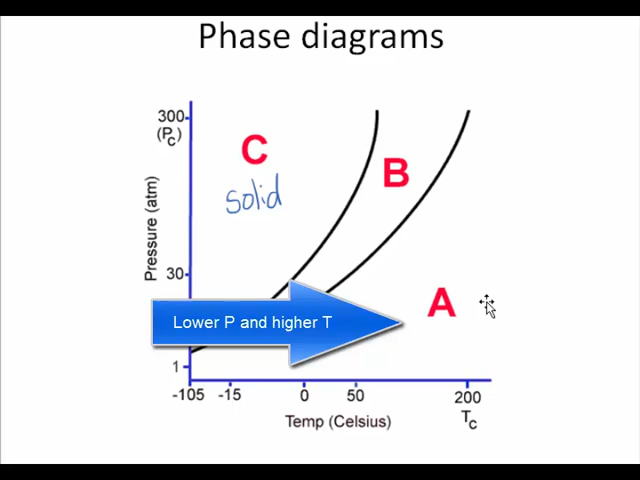 Phase diagrams
300
(Pc)
C
B
solid
Pressure (atm)
30
A
Lower P and higher T
1
-105 -15 0 50 200
Temp (Celsius) Tc